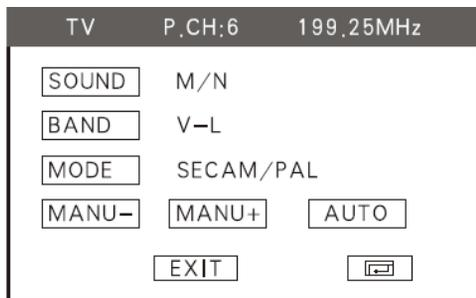 TV P.CH:6 199.25MHz
SOUND M/N
BAND V-L
MODE SECAM/PAL
MANU- MANU+ AUTO
EXIT